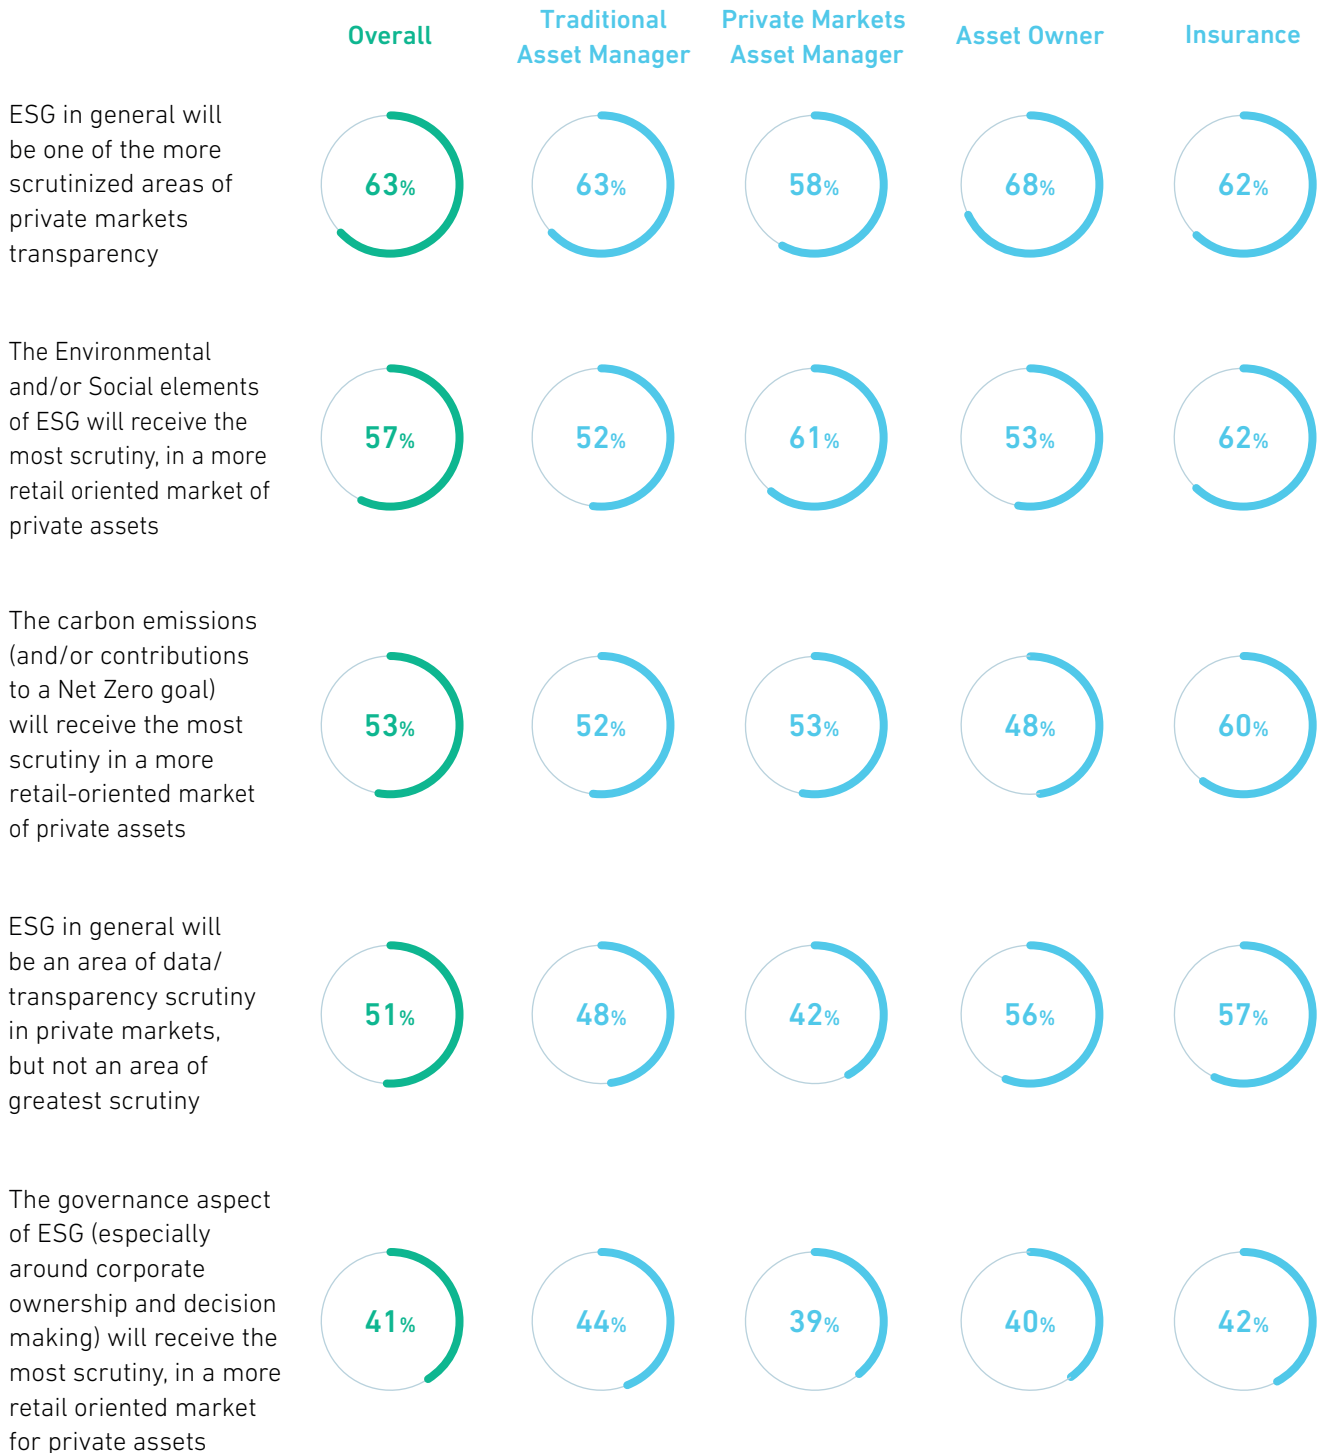 Overall
Traditional
Asset Manager
Private Markets
Asset Manager
Asset Owner
Insurance
ESG in general will
be one of the more
scrutinized areas of
private markets
transparency
63%
63%
58%
68%
62%
The Environmental
and/or Social elements
of ESG will receive the
most scrutiny, in a more
retail oriented market of
private assets
57%
52%
61%
53%
62%
The carbon emissions
(and/or contributions
to a Net Zero goal)
will receive the most
scrutiny in a more
retail-oriented market
of private assets
53%
52%
53%
48%
60%
ESG in general will
be an area of data/
transparency scrutiny
in private markets,
but not an area of
greatest scrutiny
51%
48%
42%
56%
57%
The governance aspect
of ESG (especially
around corporate
ownership and decision
making) will receive the
most scrutiny, in a more
retail oriented market
for private assets
41%
44%
39%
40%
42%